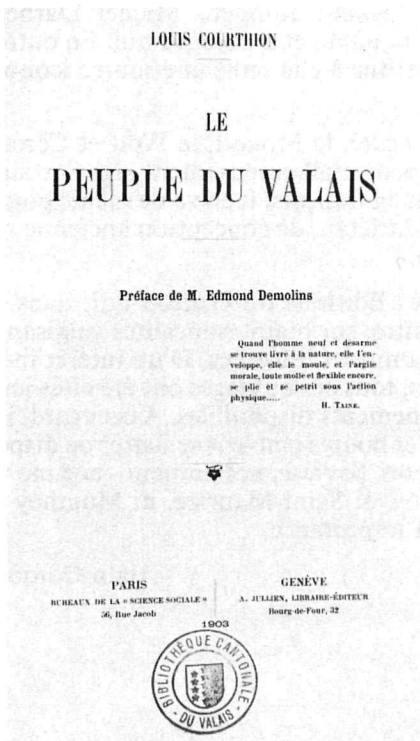 LOUIS COURTHION
LE
PEUPLE DU VALAIS
Préface de M. Edmond Demolins
Quand l'homme neuf et désarmé
se trouve livré à la nature, elle l'en-
veloppe, elle le moule, et l'argile
morale, toute molle et flexible encore,
se plie et se pétrit sous l'action
physique.....
H. TAINE.
PARIS
BUREAUX DE LA « SCIENCE SOCIALE »
56, Rue Jacob
GENÈVE
A. JULLIEN, LIBRAIRE-ÉDITEUR
Bourg-de-Four, 32
1903
BIBLIOTHÈQUE CANTONALE
- DU VALAIS -